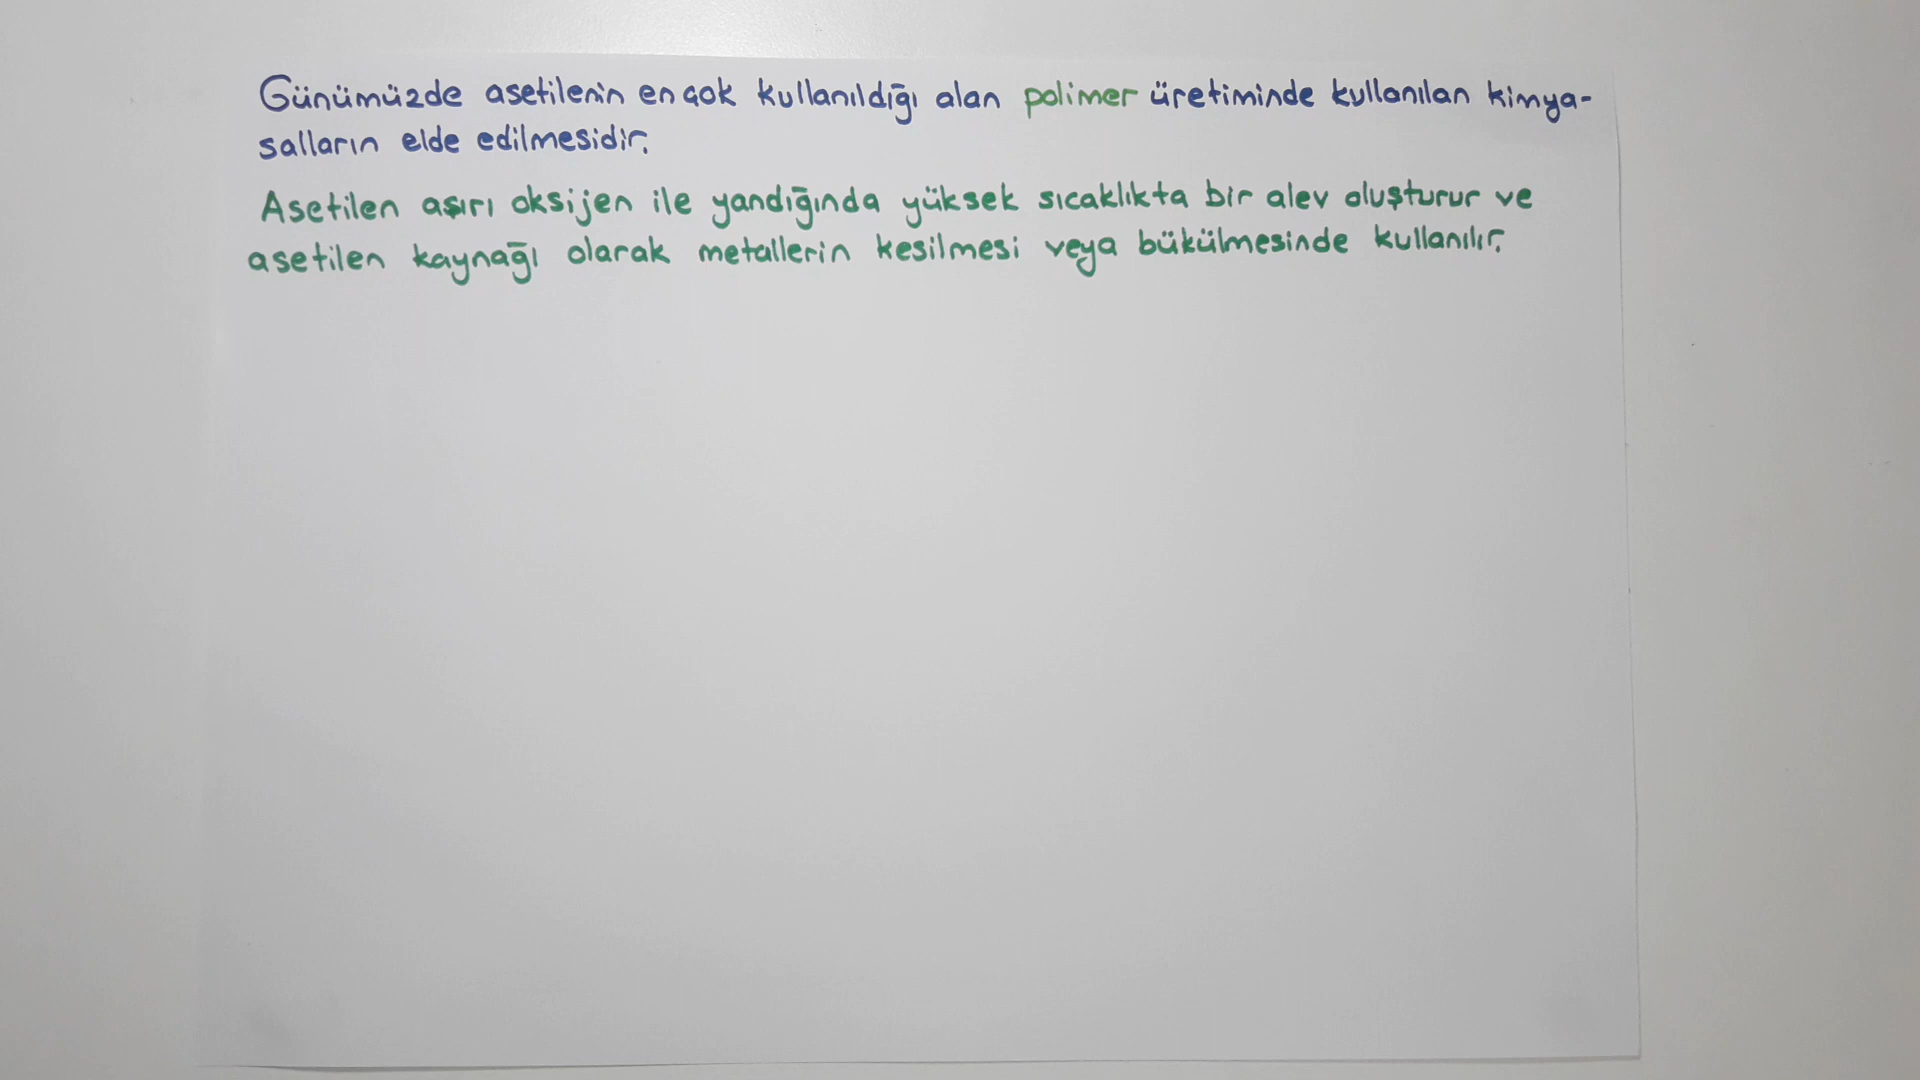 Günümüzde asetilenin en çok kullanıldığı alan polimer üretiminde kullanılan kimya-
salların elde edilmesidir.
Asetilen aşırı oksijen ile yandığında yüksek sıcaklıkta bir alev oluşturur ve
asetilen kaynağı olarak metallerin kesilmesi veya bükülmesinde kullanılır.